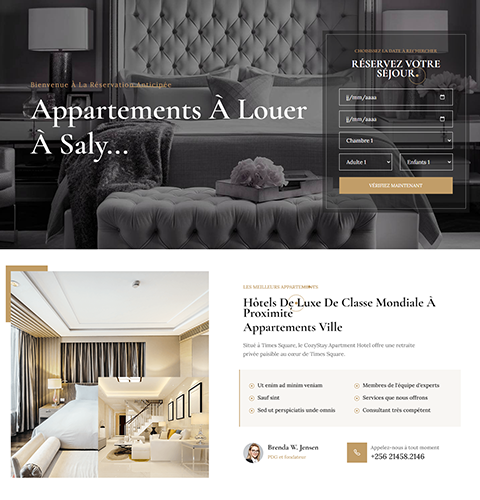 Bienvenue À La Réservation Anticipée
Appartements À Louer
À Saly...
CHOISISSEZ LA DATE À RECHERCHER
RÉSERVEZ VOTRE
SÉJOUR
jj/mm/aaaa
jj/mm/aaaa
Chambre 1
Adulte 1
Enfants 1
VÉRIFIEZ MAINTENANT
LES MEILLEURS APPARTEMENTS
Hôtels De Luxe De Classe Mondiale À
Proximité
Appartements Ville
Situé à Times Square, le CozyStay Apartment Hotel offre une retraite
privée paisible au cœur de Times Square.
Ut enim ad minim veniam
Membres de l'équipe d'experts
Sauf sint
Services que nous offrons
Sed ut perspiciatis unde omnis
Consultant très compétent
Brenda W. Jensen
PDG et fondateur
Appelez-nous à tout moment
+256 21458.2146